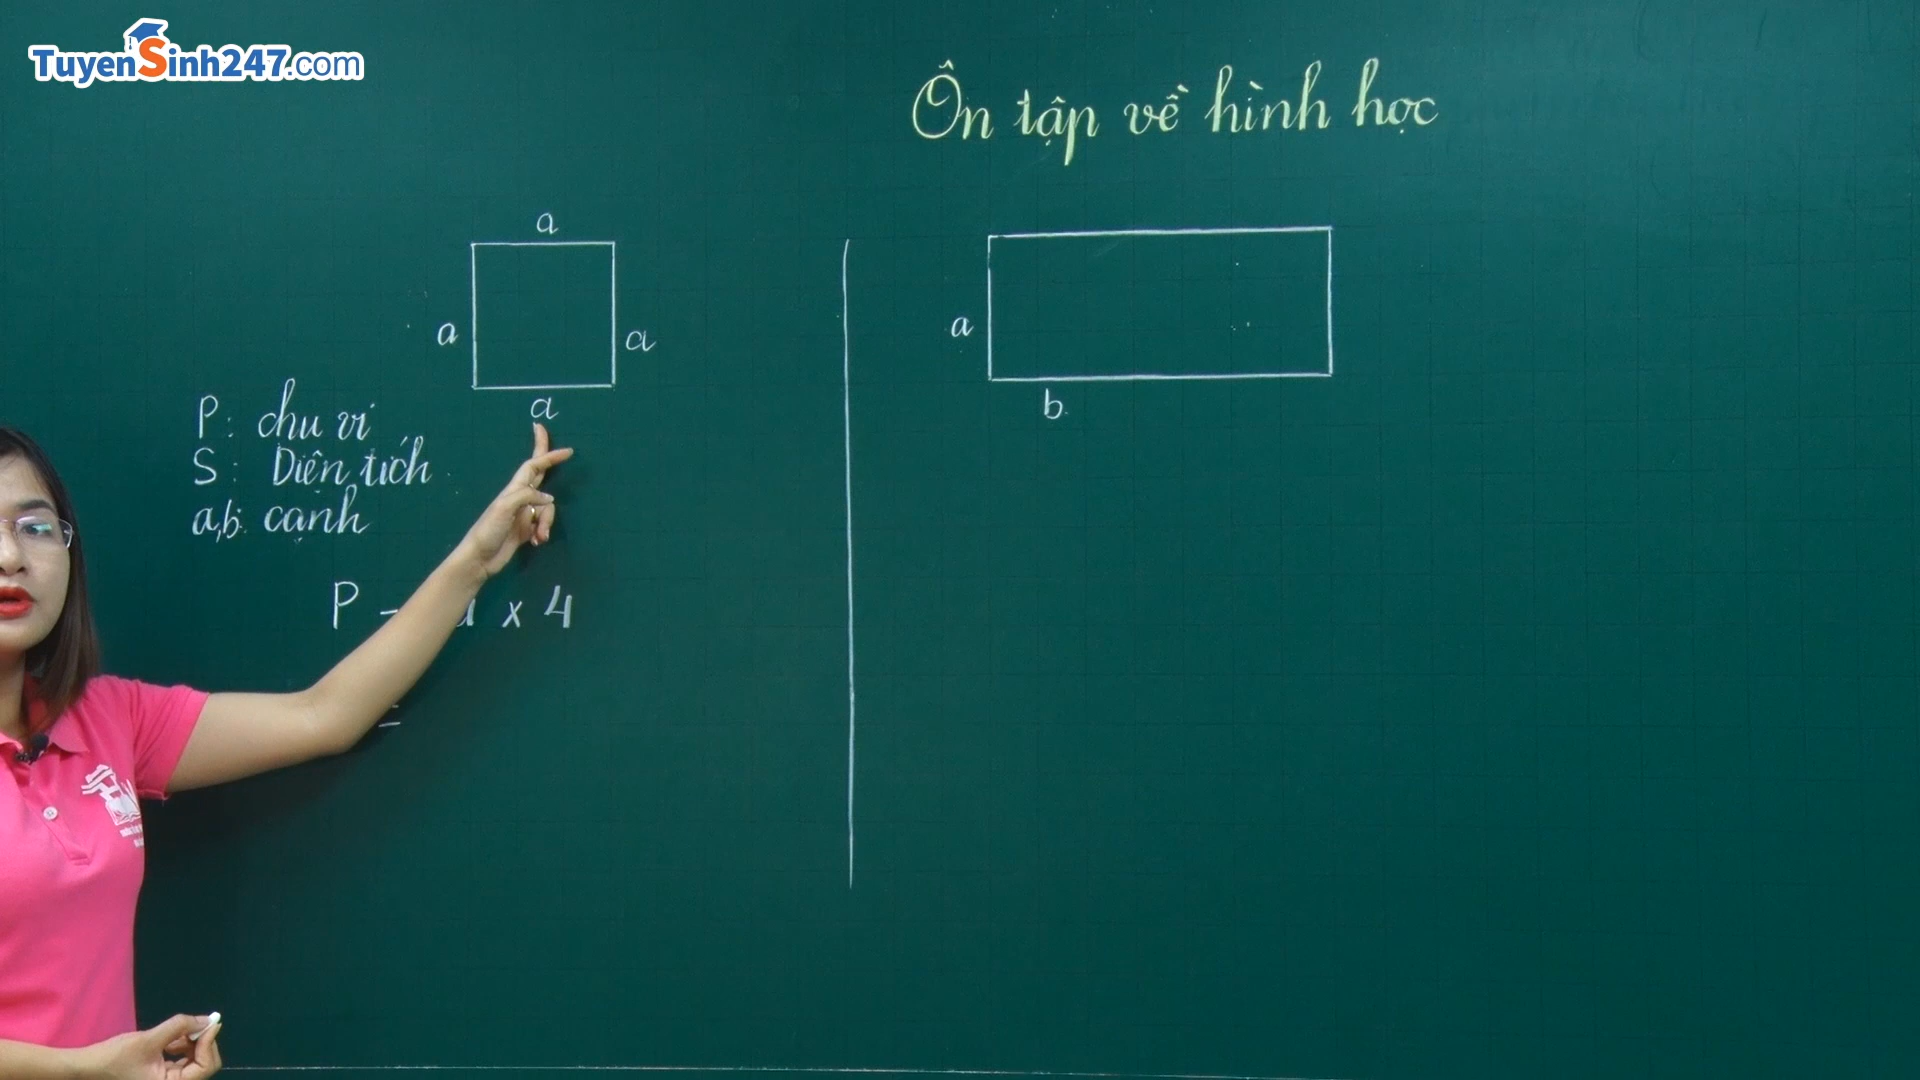 TuyenSinh247.com
Ôn tập về hình học
a
a
a
a
a
b
P: chu vi
S: Diện tích
a,b: cạnh
P = a x 4
=